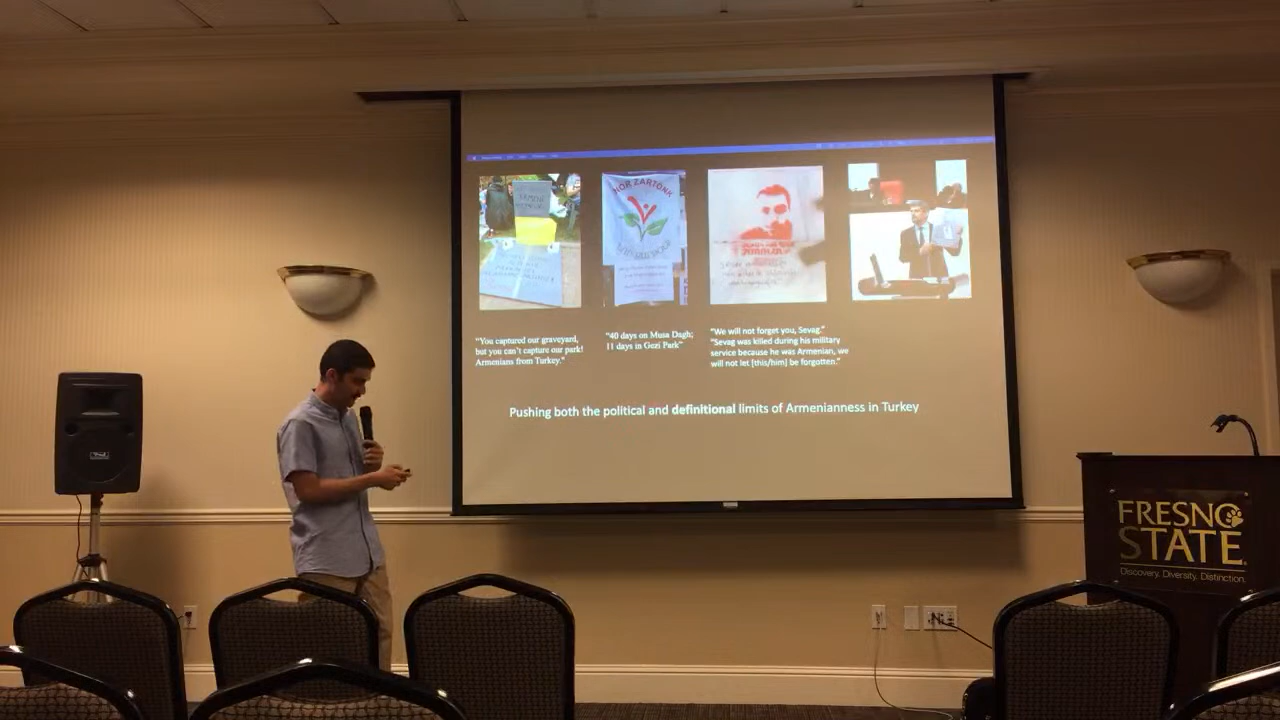 NOR ZARTONK
"You captured our graveyard,
but you can't capture our park!
Armenians from Turkey."
"40 days on Musa Dagh;
11 days in Gezi Park"
"We will not forget you, Sevag."
"Sevag was killed during his military
service because he was Armenian, we
will not let [this/him] be forgotten."
Pushing both the political and definitional limits of Armenianness in Turkey
FRESNO
STATE
Discovery. Diversity. Distinction.